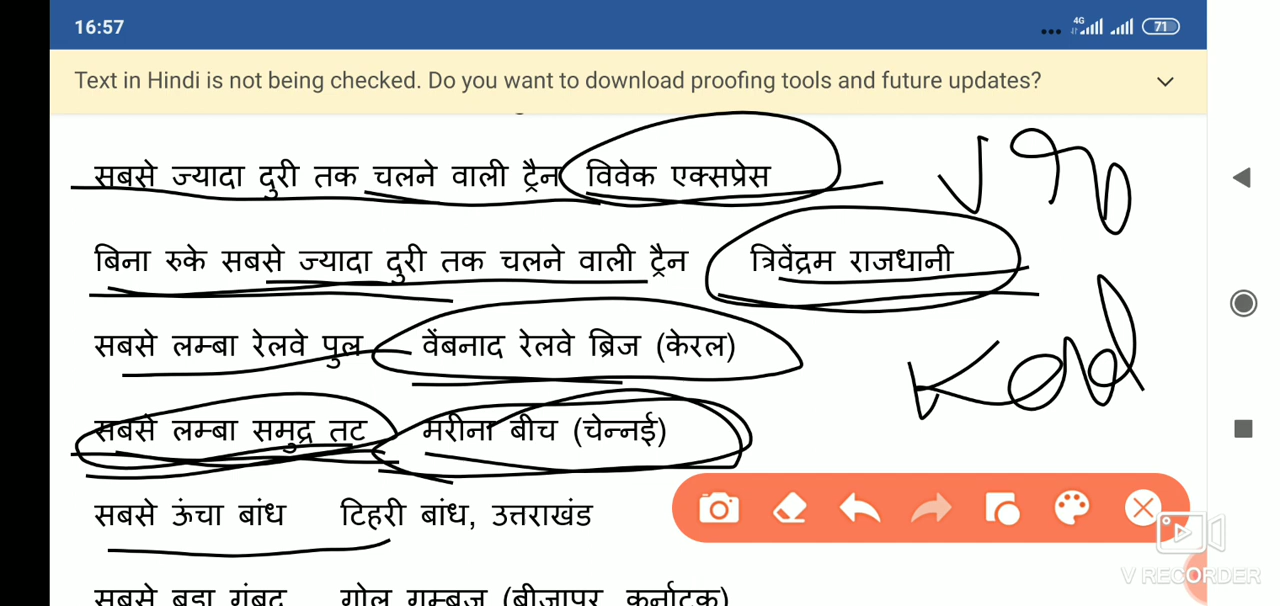 16:57
4G
71
Text in Hindi is not being checked. Do you want to download proofing tools and future updates?
सबसे ज्यादा दुरी तक चलने वाली ट्रैन विवेक एक्सप्रेस
बिना रुके सबसे ज्यादा दुरी तक चलने वाली ट्रैन त्रिवेंद्रम राजधानी
सबसे लम्बा रेलवे पुल वेंबनाद रेलवे ब्रिज (केरल)
सबसे लम्बा समुद्र तट मरीना बीच (चेन्नई)
सबसे ऊंचा बांध टिहरी बांध, उत्तराखंड
सबसे बड़ा गुंबद गोल गुम्बज (बीजापुर, कर्नाटक)
V RECORDER